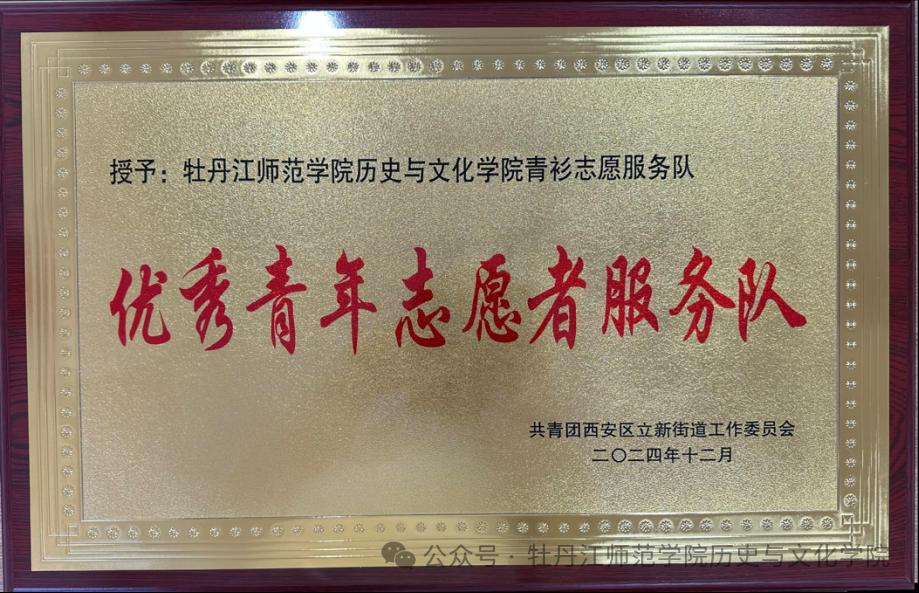 授予：牡丹江师范学院历史与文化学院青衫志愿服务队
优秀青年志愿者服务队
共青团西安区立新街道工作委员会
二〇二四年十二月
公众号·牡丹江师范学院历史与文化学院